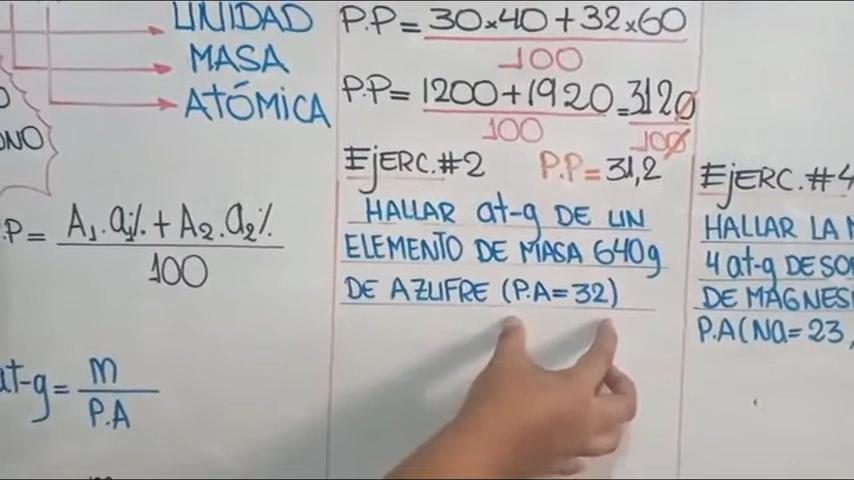 UNIDAD
MASA
ATÓMICA
NO
.P = A₁.a₁% + A₂.a₂%
100
at-g = m
P.A
P.P = 30x40 + 32x60
100
P.P = 1200 + 1920 = 3120
100 100
P.P = 31,2
EjERC.#2
HALLAR at-g DE UN
ELEMENTO DE MASA 640g
DE AZUFRE (P.A=32)
EjERC.#4
HALLAR LA
4 at-g DE
DE MAGNESI
P.A(Na=23,